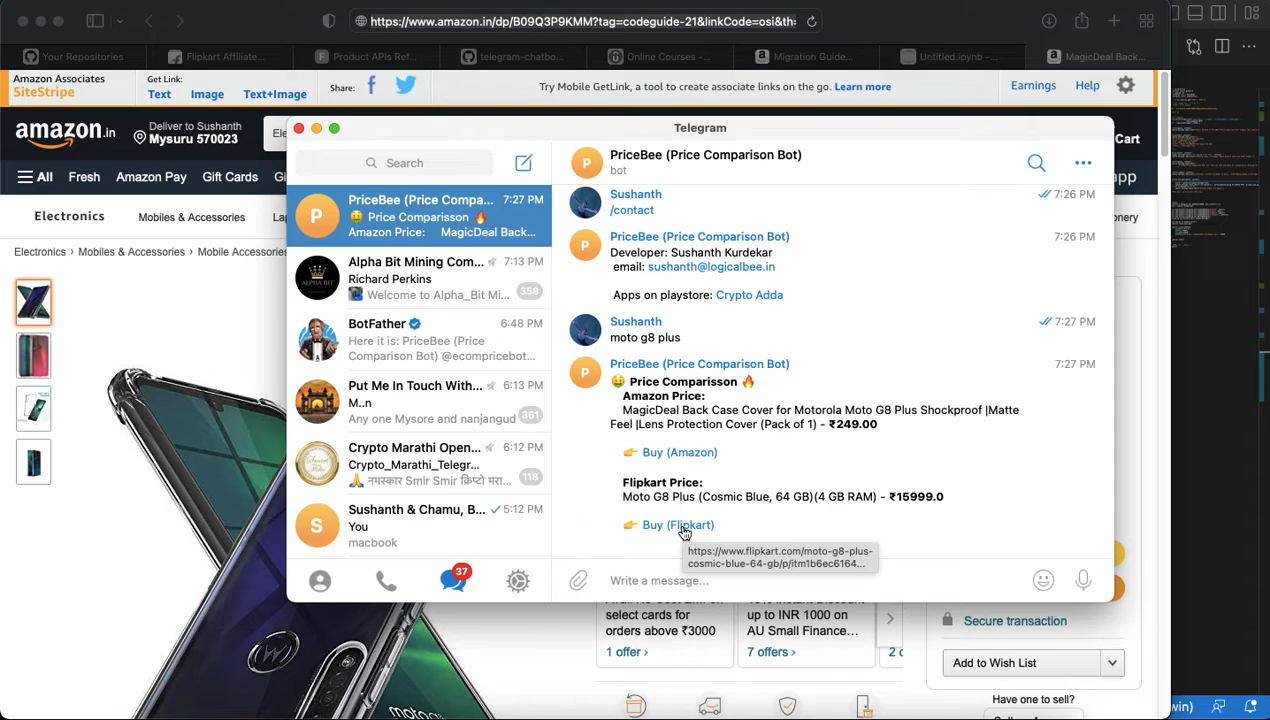 https://www.amazon.in/dp/B09Q3P9KMM?tag=codeguide-21&linkCode=osi&th:
Your Repositories
Flipkart Affiliate...
Product APIs Ref...
telegram-chatbo...
Online Courses -...
Migration Guide...
Untitled.ipynb -...
MagicDeal Back...
Amazon Associates
SiteStripe
Get Link:
Text Image Text+Image
Share:
Try Mobile GetLink, a tool to create associate links on the go. Learn more
Earnings Help
amazon.in
Deliver to Sushanth
Mysuru 570023
Ele
Cart
All Fresh Amazon Pay Gift Cards
app
Electronics Mobiles & Accessories
onery
Electronics › Mobiles & Accessories › Mobile Accessories
Telegram
Search
PriceBee (Price Compa... 7:27 PM
🤑 Price Comparisson 🔥
Amazon Price: MagicDeal Back...
Alpha Bit Mining Com... 7:13 PM
Richard Perkins
Welcome to Alpha_Bit Mi... 358
ALPHA BIT
BotFather 6:48 PM
Here it is: PriceBee (Price
Comparison Bot) @ecompricebot...
Put Me In Touch With... 6:13 PM
M..n
Any one Mysore and nanjangud 361
Crypto Marathi Open... 6:12 PM
Crypto_Marathi_Telegr...
🙏 नमस्कार Smir Smir क्रिप्टो मरा... 118
S
Sushanth & Chamu, B... 5:12 PM
You
macbook
37
P
PriceBee (Price Comparison Bot)
bot
Sushanth 7:26 PM
/contact
PriceBee (Price Comparison Bot) 7:26 PM
Developer: Sushanth Kurdekar
email: sushanth@logicalbee.in
Apps on playstore: Crypto Adda
Sushanth 7:27 PM
moto g8 plus
PriceBee (Price Comparison Bot) 7:27 PM
🤑 Price Comparisson 🔥
Amazon Price:
MagicDeal Back Case Cover for Motorola Moto G8 Plus Shockproof |Matte
Feel |Lens Protection Cover (Pack of 1) - ₹249.00
👉 Buy (Amazon)
Flipkart Price:
Moto G8 Plus (Cosmic Blue, 64 GB)(4 GB RAM) - ₹15999.0
👉 Buy (Flipkart)
https://www.flipkart.com/moto-g8-plus-
cosmic-blue-64-gb/p/itm1b6ec6164...
Write a message...
select cards for
orders above ₹3000
1 offer ›
up to INR 1000 on
AU Small Finance...
7 offers ›
Secure transaction
Add to Wish List
Have one to sell?
win)